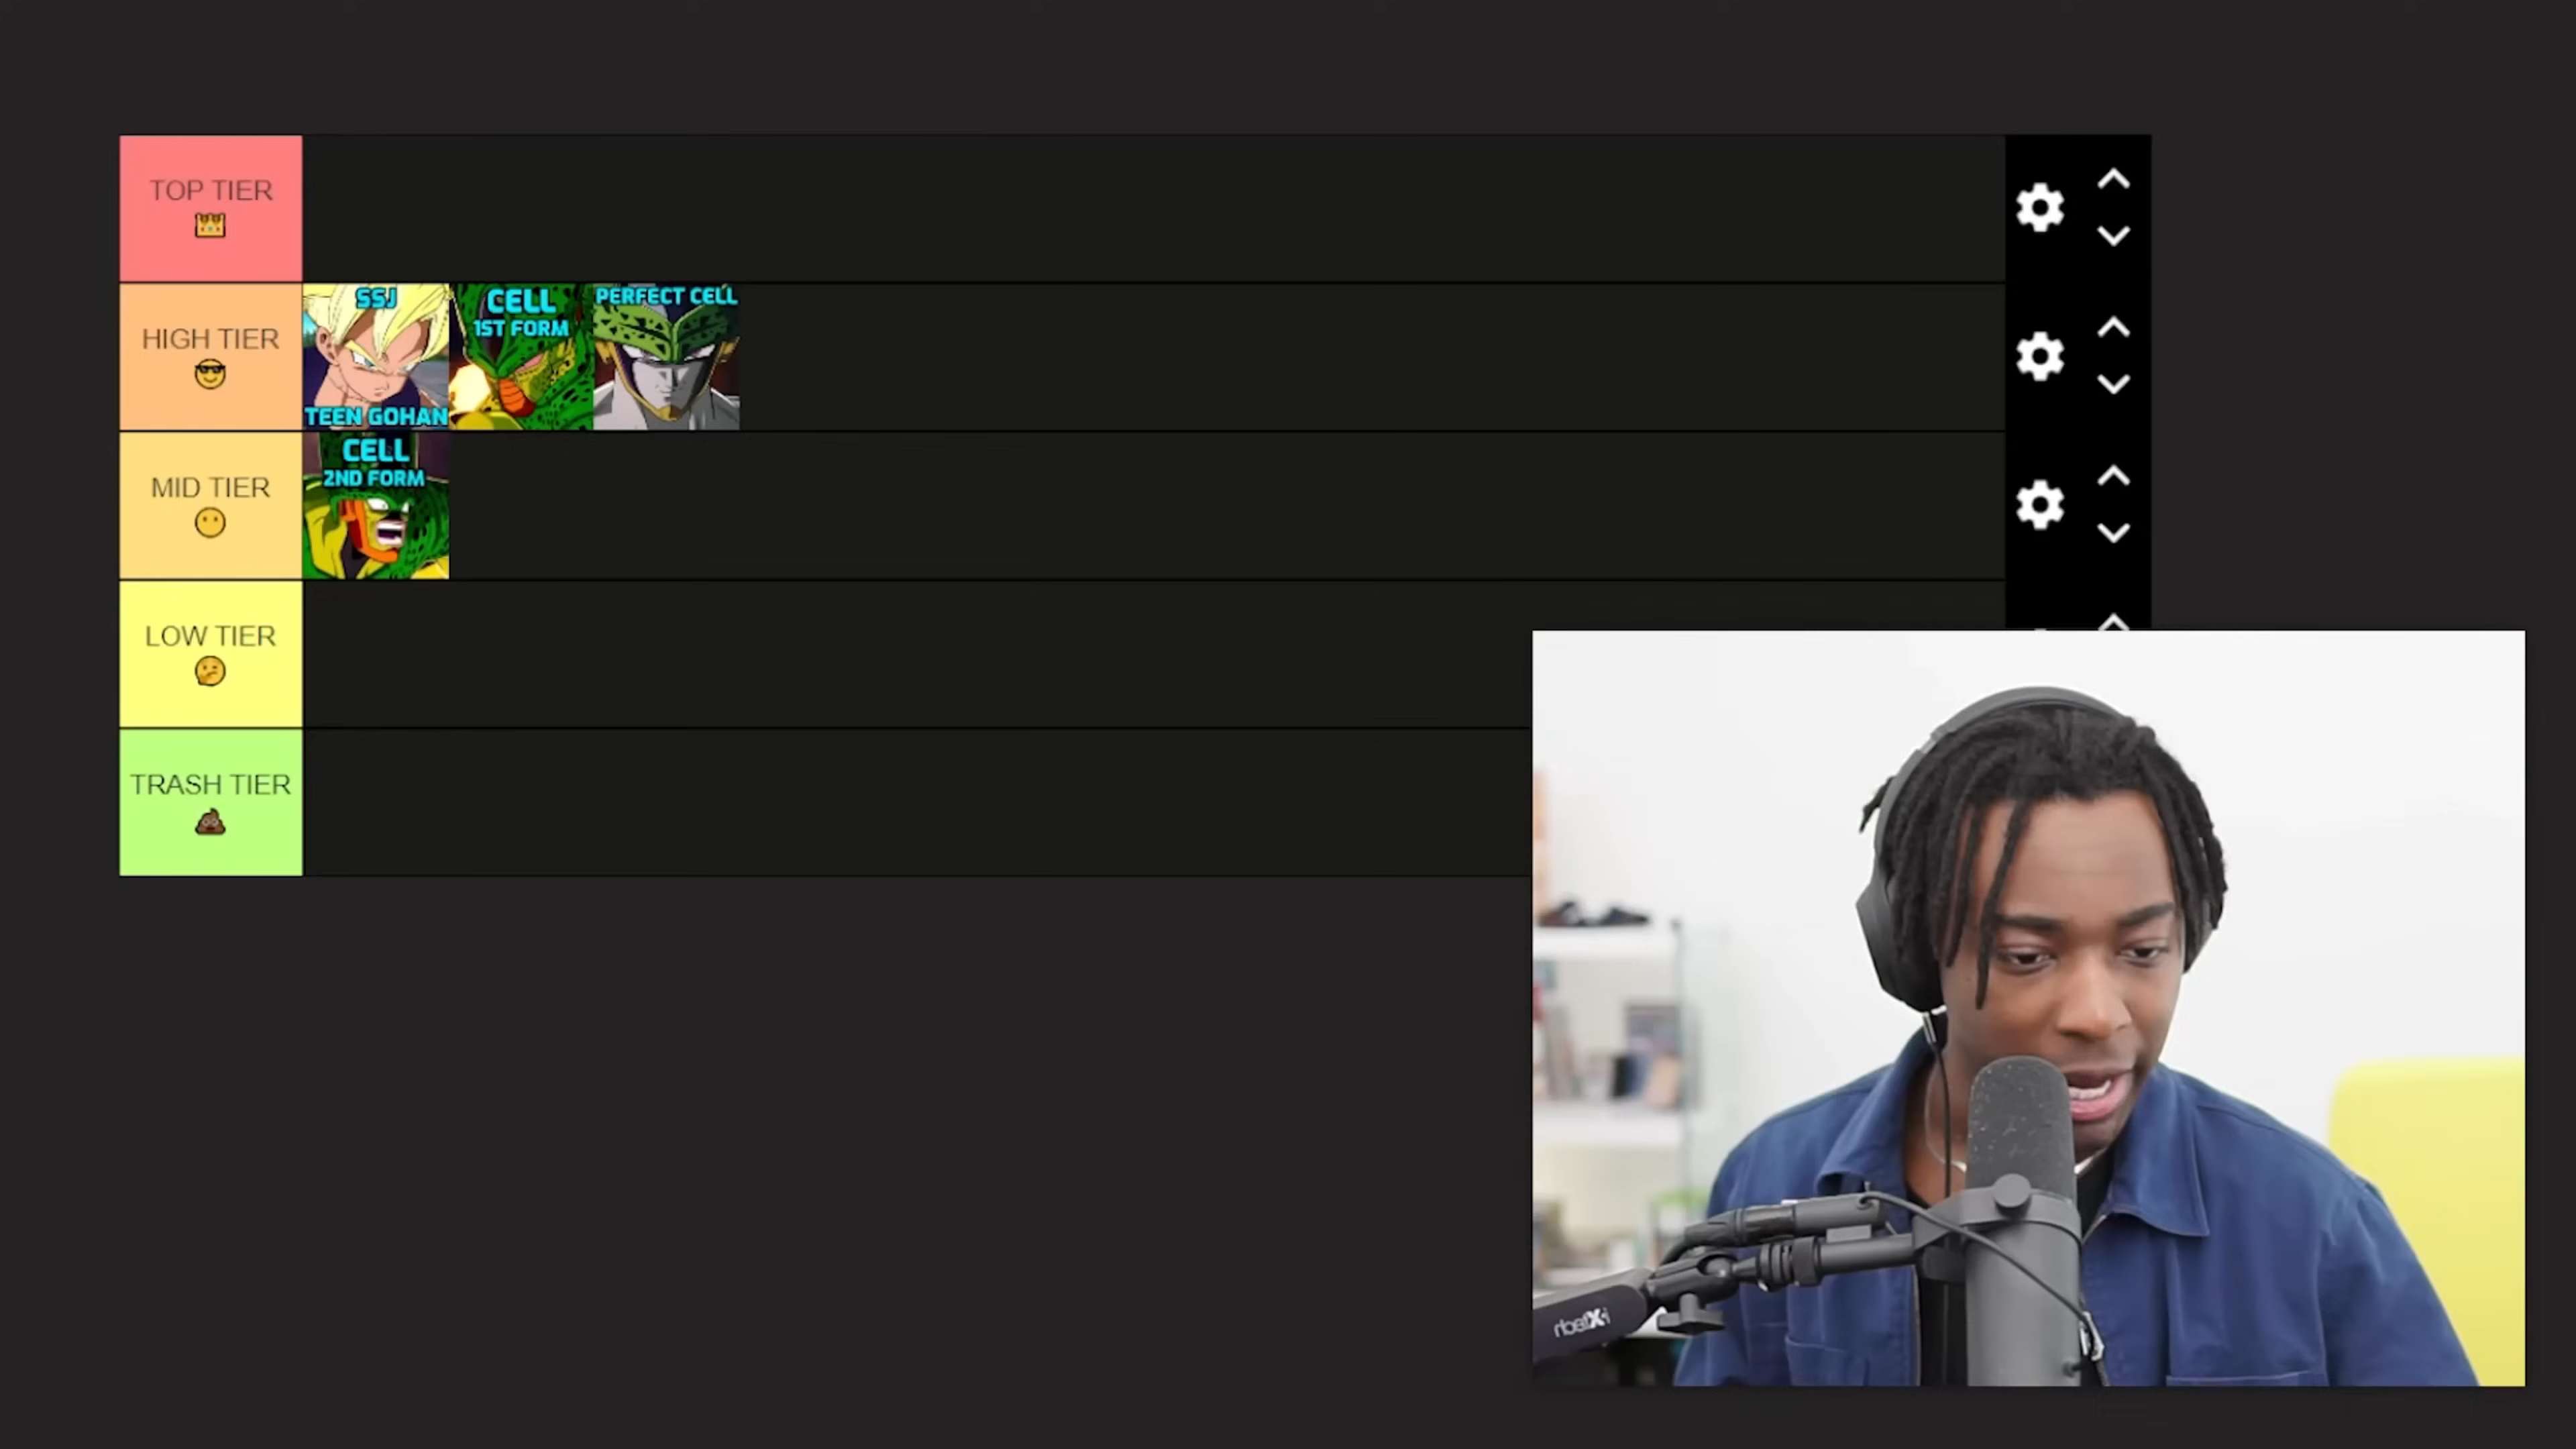 TOP TIER
HIGH TIER
SSJ
TEEN GOHAN
CELL
1ST FORM
PERFECT CELL
MID TIER
CELL
2ND FORM
LOW TIER
TRASH TIER